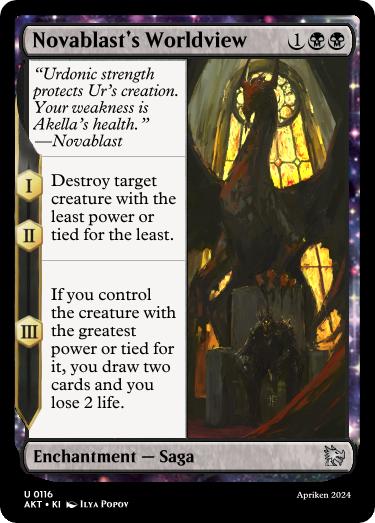 Novablast's Worldview 1
“Urdonic strength
protects Ur's creation.
Your weakness is
Akella's health.”
—Novablast
I
II
Destroy target
creature with the
least power or
tied for the least.
III
If you control
the creature with
the greatest
power or tied for
it, you draw two
cards and you
lose 2 life.
Enchantment — Saga
U 0116
AKT • KI Ilya Popov
Apriken 2024